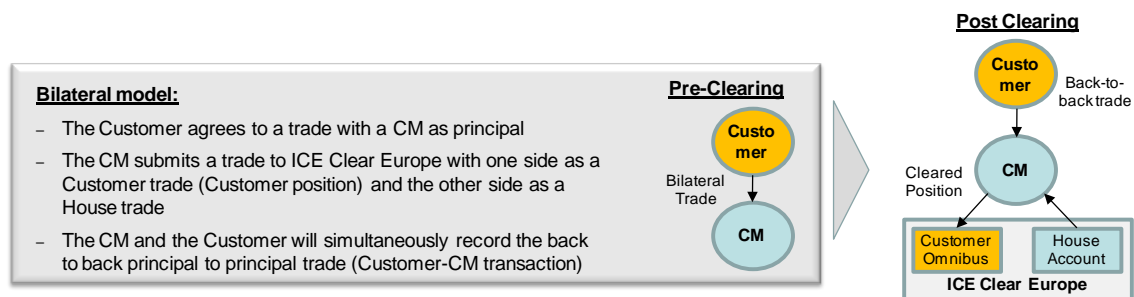 Bilateral model:
– The Customer agrees to a trade with a CM as principal
– The CM submits a trade to ICE Clear Europe with one side as a
Customer trade (Customer position) and the other side as a
House trade
– The CM and the Customer will simultaneously record the back
to back principal to principal trade (Customer-CM transaction)
Pre-Clearing
Custo
mer
Bilateral
Trade
CM
Post Clearing
Custo
mer
Back-to-
back trade
CM
Cleared
Position
Customer
Omnibus
House
Account
ICE Clear Europe